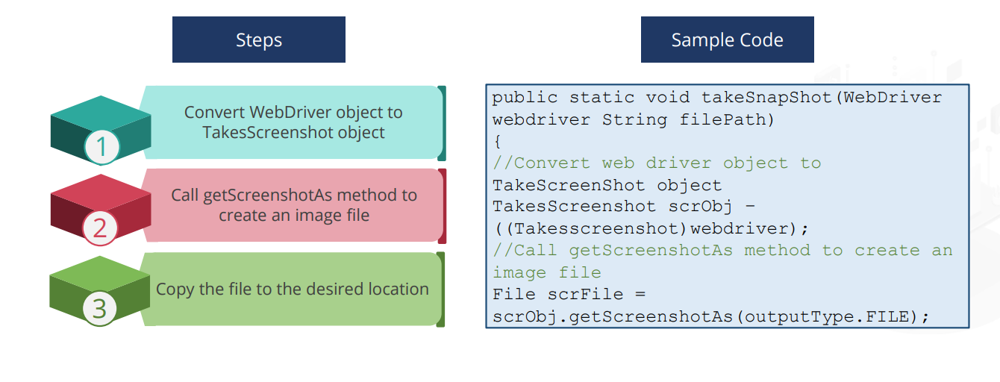 Steps
Sample Code
1
Convert WebDriver object to
TakesScreenshot object
2
Call getScreenshotAs method to
create an image file
3
Copy the file to the desired location
public static void takeSnapShot(WebDriver
webdriver String filePath)
{
//Convert web driver object to
TakeScreenShot object
TakesScreenshot scrObj –
((Takesscreenshot)webdriver);
//Call getScreenshotAs method to create an
image file
File scrFile =
scrObj.getScreenshotAs(outputType.FILE);